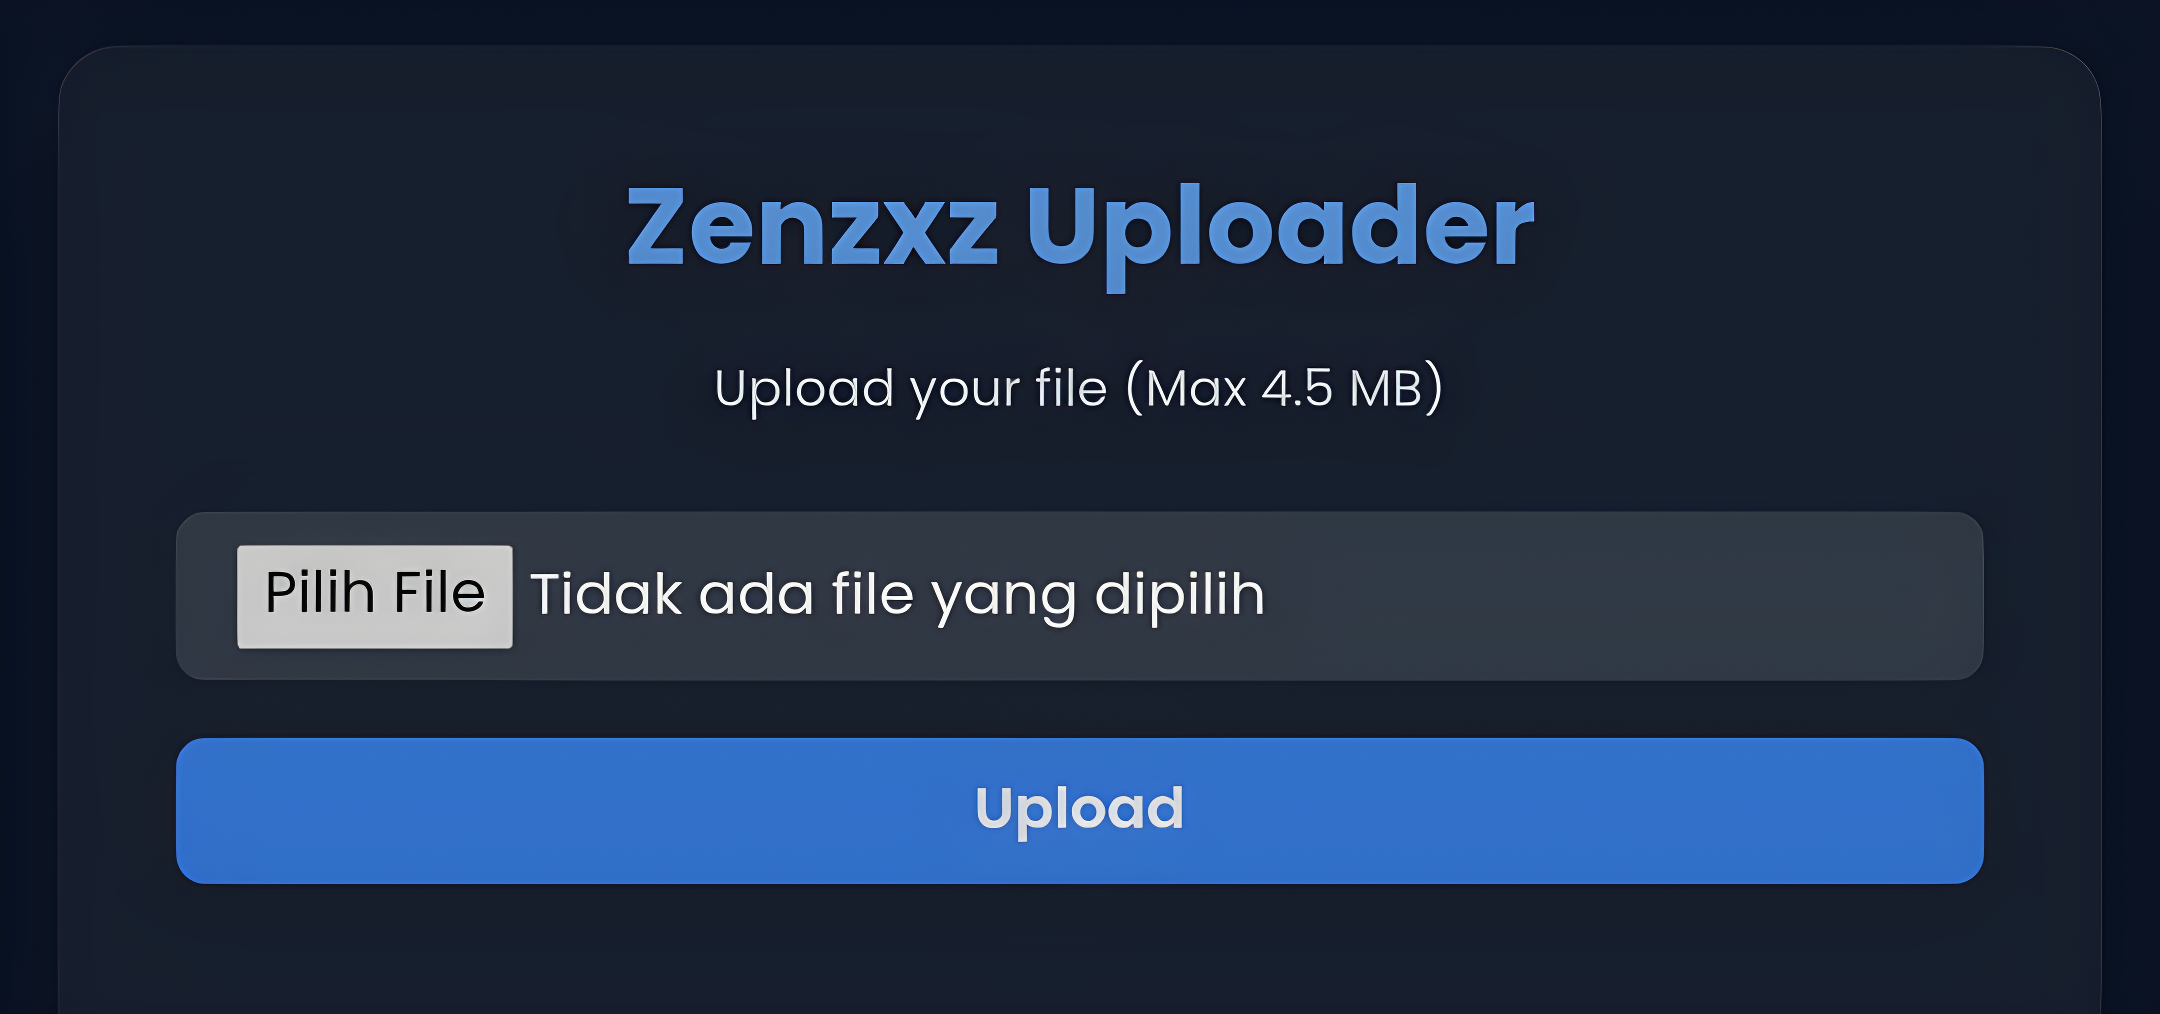 Zenzxz Uploader
Upload your file (Max 4.5 MB)
Pilih File Tidak ada file yang dipilih
Upload